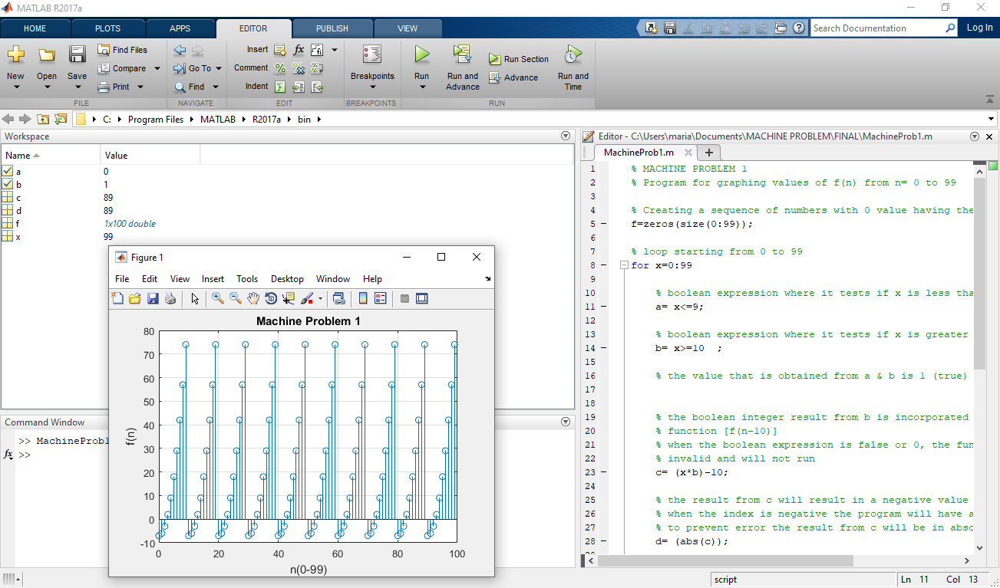 MATLAB R2017a
HOME PLOTS APPS EDITOR PUBLISH VIEW Search Documentation Log In
New Open Save Find Files Compare Print Go To Find Insert fx fi Comment Indent Breakpoints Run Run and Advance Run Section Advance Run and Time
FILE NAVIGATE EDIT BREAKPOINTS RUN
C: Program Files MATLAB R2017a bin
Workspace
Name Value
a 0
b 1
c 89
d 89
f 1x100 double
x 99
Figure 1
File Edit View Insert Tools Desktop Window Help
Machine Problem 1
80
70
60
50
40
30
20
10
0
-10
f(n)
0 20 40 60 80 100
n(0-99)
Command Window
>> MachineProb1
fx >>
Editor - C:\Users\maria\Documents\MACHINE PROBLEM\FINAL\MachineProb1.m
MachineProb1.m
1 % MACHINE PROBLEM 1
2 % Program for graphing values of f(n) from n= 0 to 99
3
4 % Creating a sequence of numbers with 0 value having the
5 f=zeros(size(0:99));
6
7 % loop starting from 0 to 99
8 for x=0:99
9
10 % boolean expression where it tests if x is less tha
11 a= x<=9;
12
13 % boolean expression where it tests if x is greater
14 b= x>=10 ;
15
16 % the value that is obtained from a & b is 1 (true)
17
18
19 % the boolean integer result from b is incorporated
20 % function [f(n-10)]
21 % when the boolean expression is false or 0, the fun
22 % invalid and will not run
23 c= (x*b)-10;
24
25 % the result from c will result in a negative value
26 % when the index is negative the program will have a
27 % to prevent error the result from c will be in abso
28 d= (abs(c));
script Ln 11 Col 13